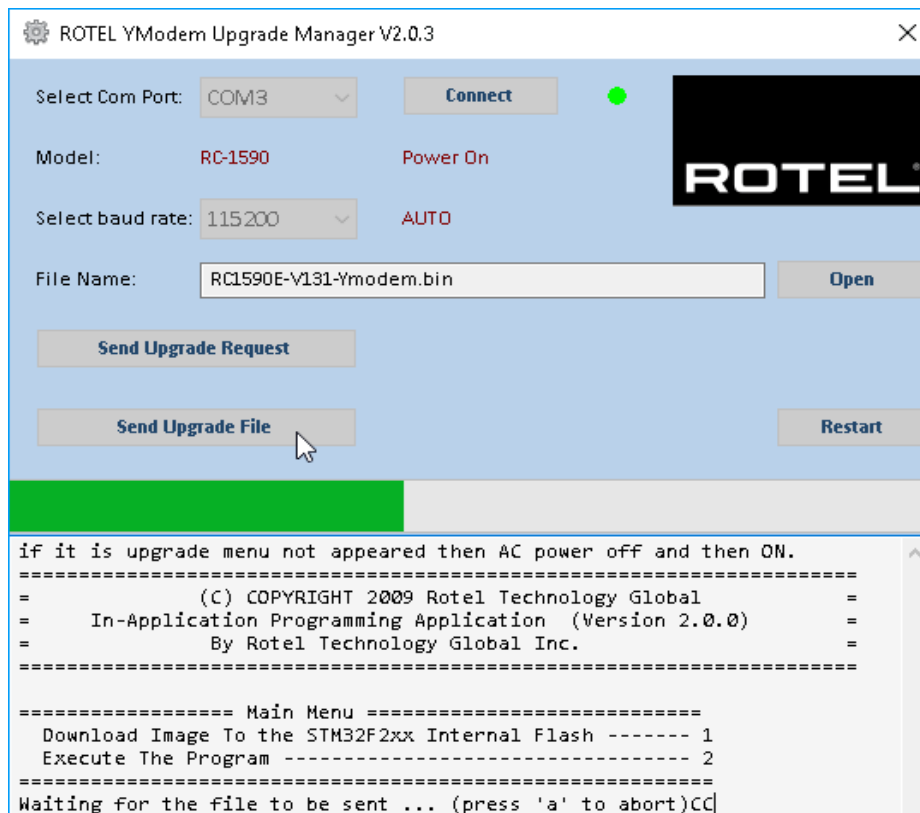 ROTEL YModem Upgrade Manager V2.0.3
Select Com Port: COM3 Connect
ROTEL
Model: RC-1590 Power On
Select baud rate: 115200 AUTO
File Name: RC1590E-V131-Ymodem.bin Open
Send Upgrade Request
Send Upgrade File Restart
if it is upgrade menu not appeared then AC power off and then ON.
======================================================================
= (C) COPYRIGHT 2009 Rotel Technology Global =
= In-Application Programming Application (Version 2.0.0) =
= By Rotel Technology Global Inc. =
======================================================================
================== Main Menu ============================
Download Image To the STM32F2xx Internal Flash ------- 1
Execute The Program ------------------------------------ 2
==========================================================
Waiting for the file to be sent ... (press 'a' to abort)CC